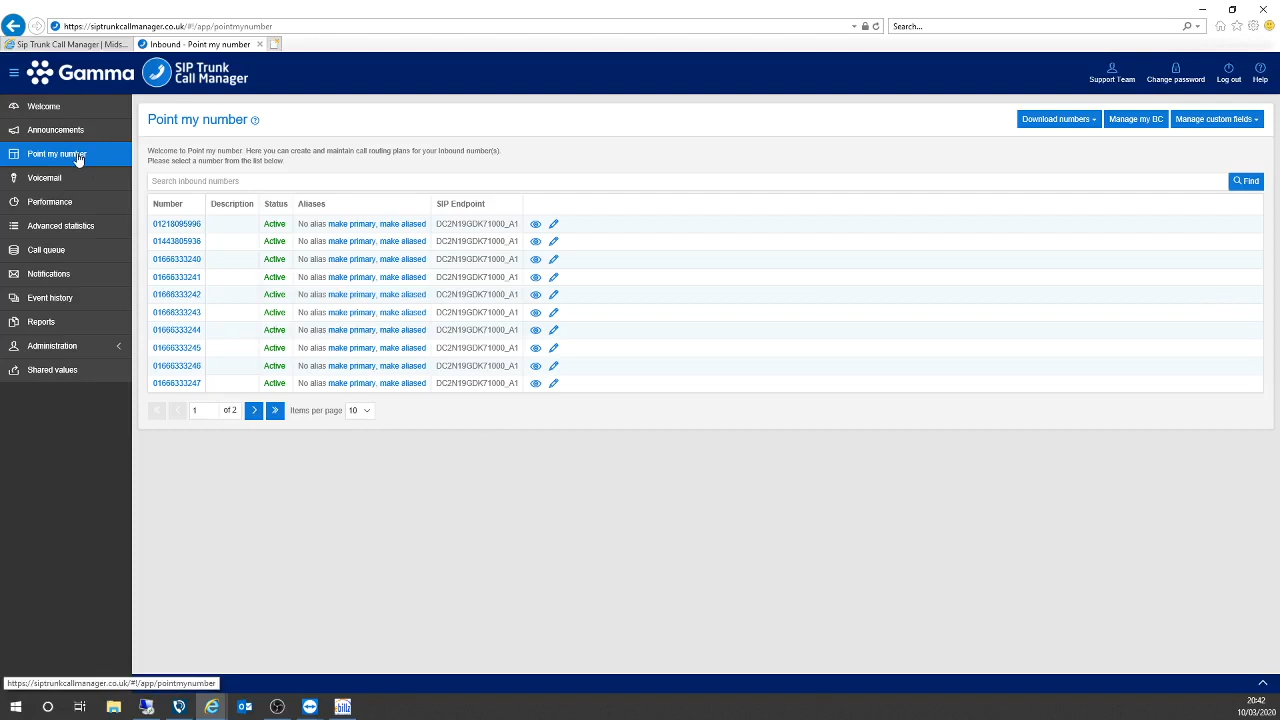 https://siptrunkcallmanager.co.uk/#!/app/pointmynumber
Search...
Sip Trunk Call Manager | Mids...
Inbound - Point my number
Gamma
SIP Trunk
Call Manager
Support Team
Change password
Log out
Help
Welcome
Announcements
Point my number
Voicemail
Performance
Advanced statistics
Call queue
Notifications
Event history
Reports
Administration
Shared values
Point my number
Download numbers
Manage my BC
Manage custom fields
Welcome to Point my number. Here you can create and maintain call routing plans for your Inbound number(s).
Please select a number from the list below.
Search inbound numbers
Find
Number Description Status Aliases SIP Endpoint
01218095996 Active No alias make primary, make aliased DC2N19GDK71000_A1
01443805936 Active No alias make primary, make aliased DC2N19GDK71000_A1
01666333240 Active No alias make primary, make aliased DC2N19GDK71000_A1
01666333241 Active No alias make primary, make aliased DC2N19GDK71000_A1
01666333242 Active No alias make primary, make aliased DC2N19GDK71000_A1
01666333243 Active No alias make primary, make aliased DC2N19GDK71000_A1
01666333244 Active No alias make primary, make aliased DC2N19GDK71000_A1
01666333245 Active No alias make primary, make aliased DC2N19GDK71000_A1
01666333246 Active No alias make primary, make aliased DC2N19GDK71000_A1
01666333247 Active No alias make primary, make aliased DC2N19GDK71000_A1
1 of 2 Items per page 10
https://siptrunkcallmanager.co.uk/#!/app/pointmynumber
20:42
10/03/2020